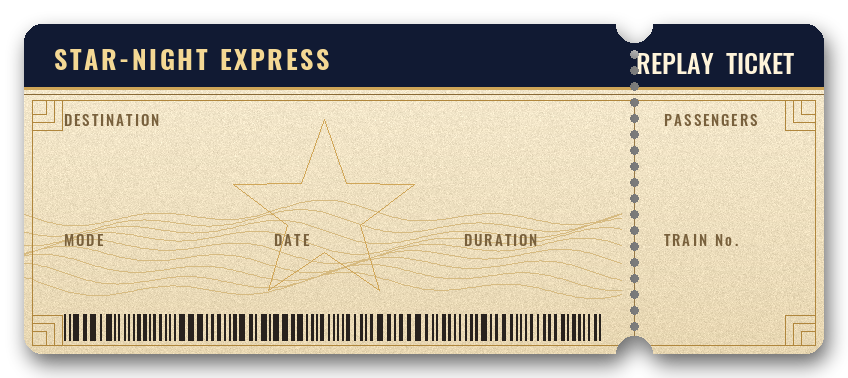 STAR-NIGHT EXPRESS
REPLAY TICKET
DESTINATION
PASSENGERS
MODE
DATE
DURATION
TRAIN No.